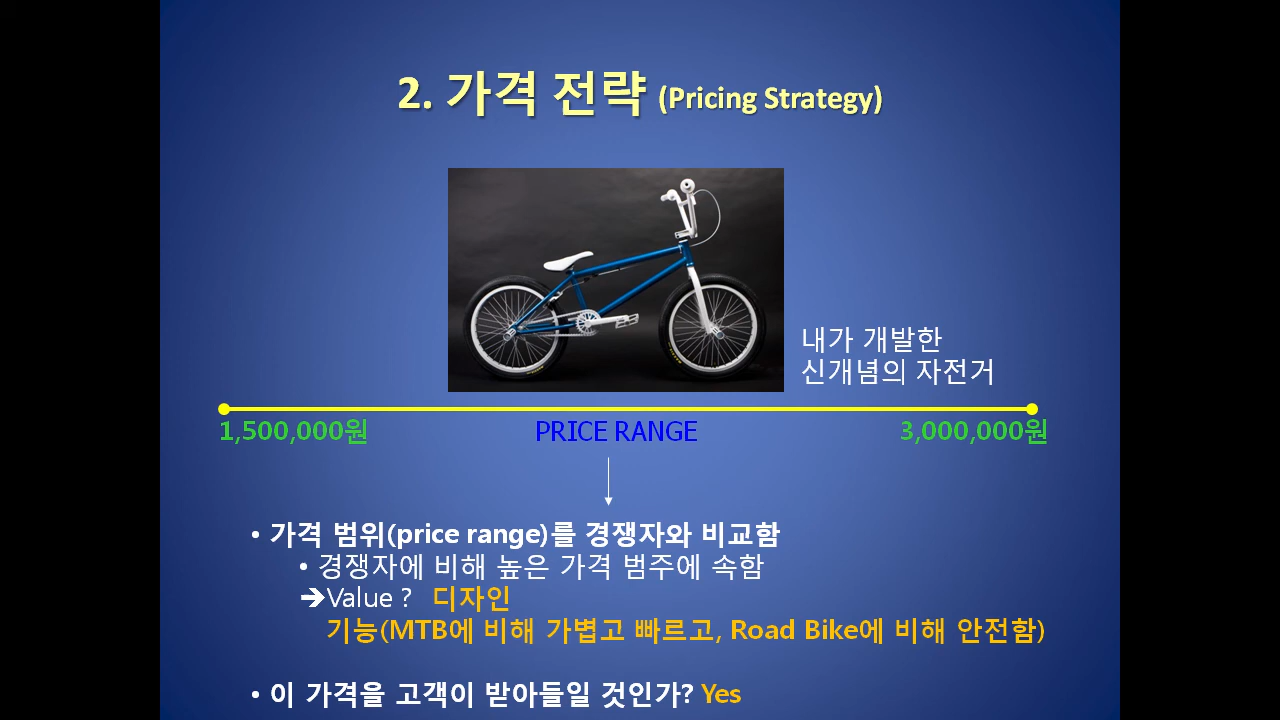 2. 가격 전략 (Pricing Strategy)
내가 개발한
신개념의 자전거
1,500,000원 PRICE RANGE 3,000,000원
• 가격 범위(price range)를 경쟁자와 비교함
• 경쟁자에 비해 높은 가격 범주에 속함
➔Value ? 디자인
기능(MTB에 비해 가볍고 빠르고, Road Bike에 비해 안전함)
• 이 가격을 고객이 받아들일 것인가? Yes